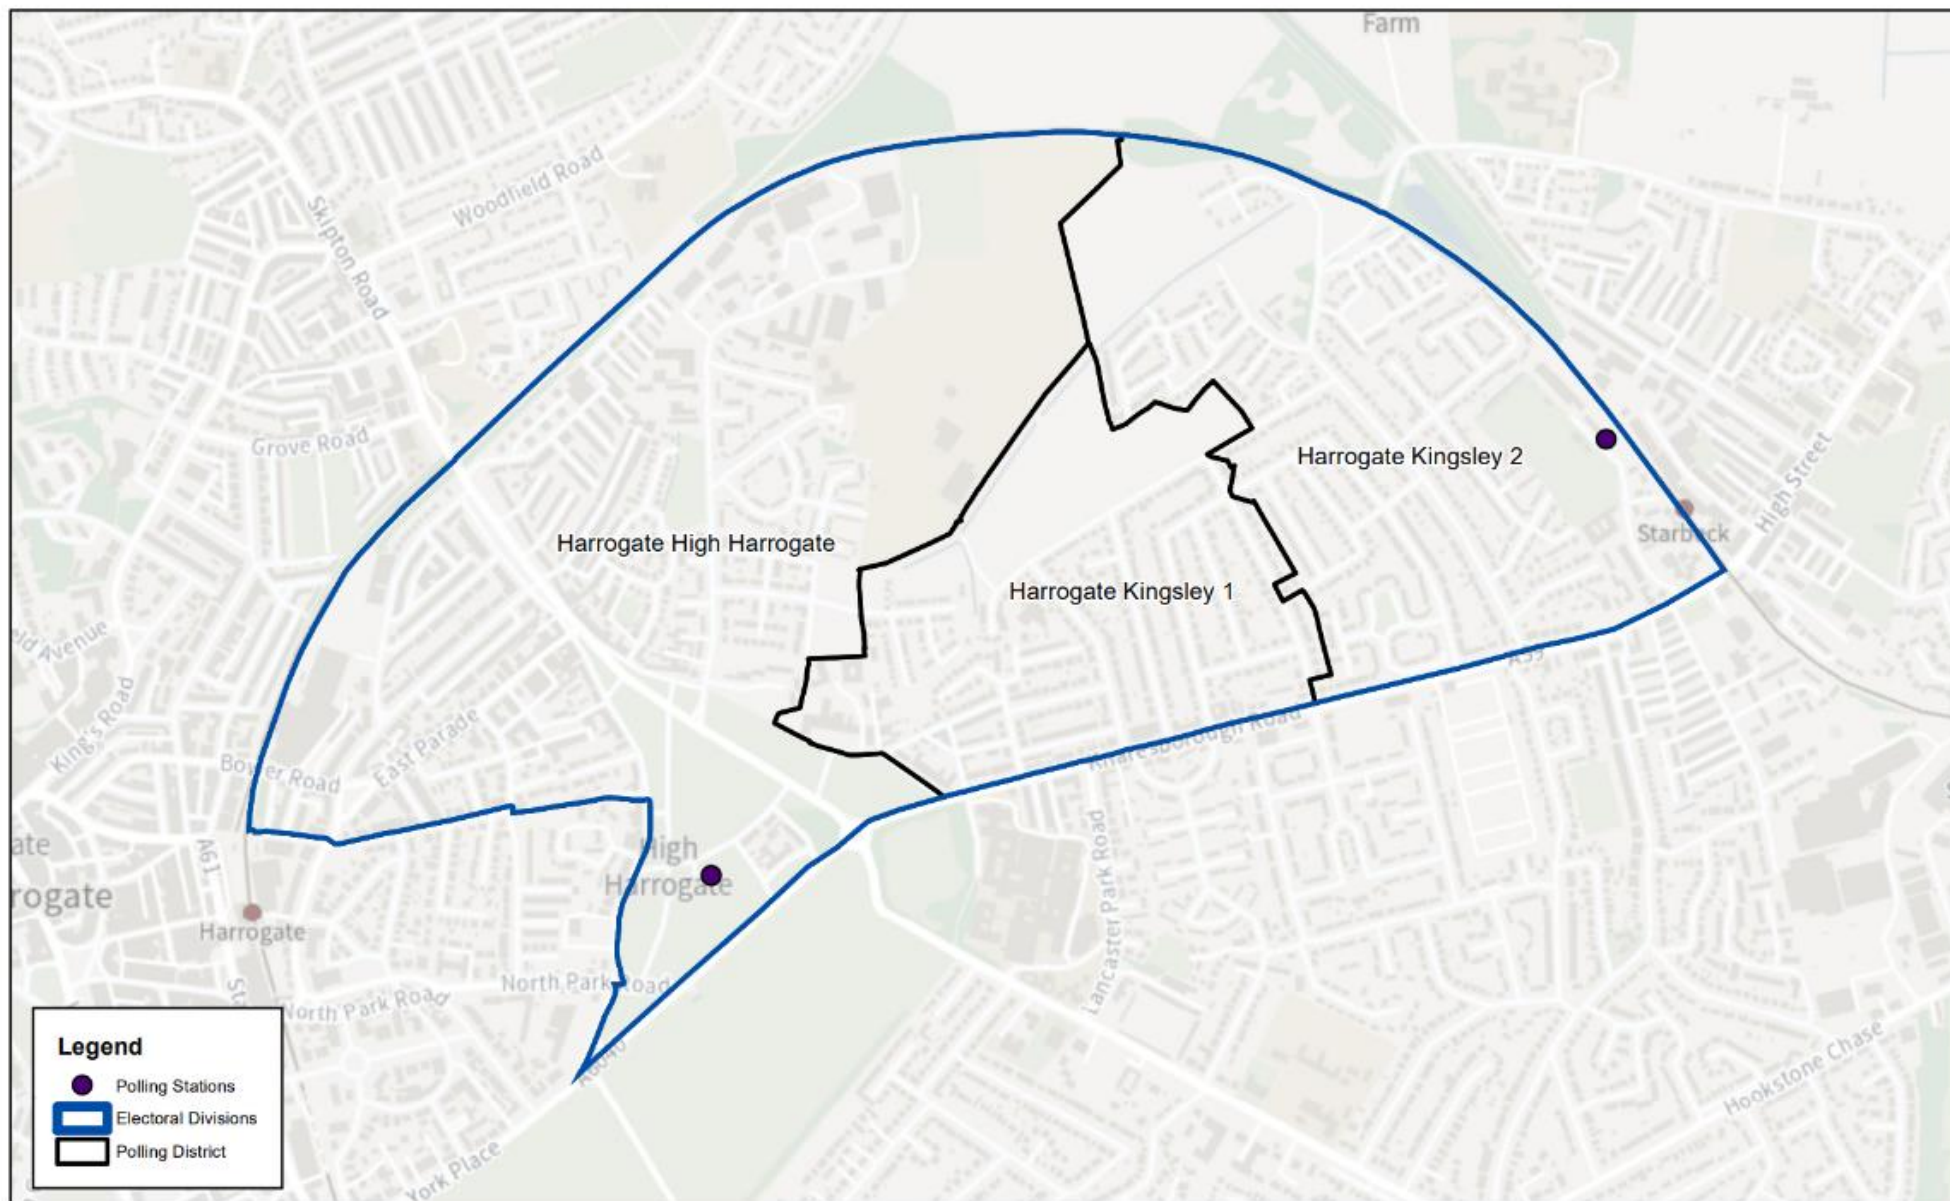 Farm
Woodfield Road
Skipton Road
Grove Road
Harrogate Kingsley 2
High Street
Starbeck
Harrogate High Harrogate
Harrogate Kingsley 1
Avenue
King's Road
East Parade
Bower Road
Knaresborough Road
A59
A61
High
Harrogate
rogate
Harrogate
Lancaster Park Road
North Park Road
North Park Road
A6040
Hookstone Chase
York Place
Legend
Polling Stations
Electoral Divisions
Polling District